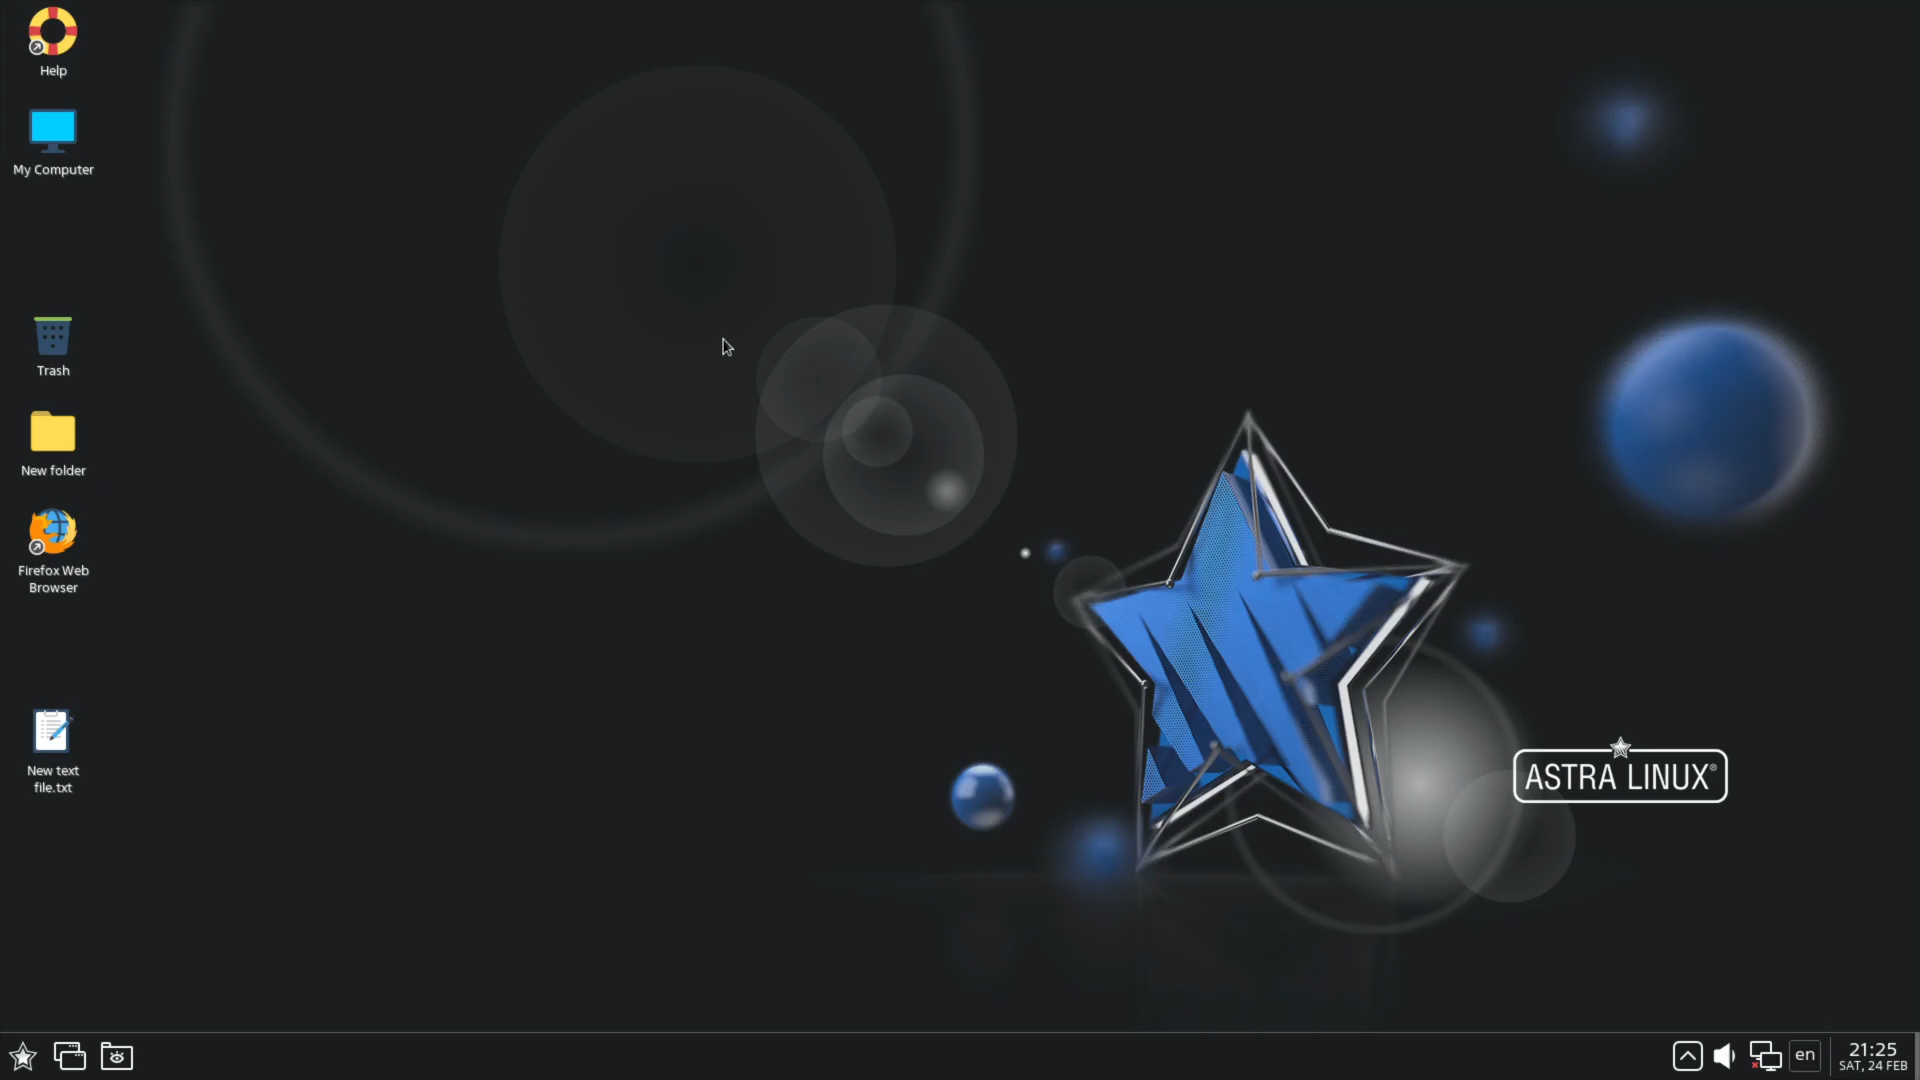 Help
My Computer
Trash
New folder
Firefox Web
Browser
New text
file.txt
ASTRA LINUX®
en
21:25
SAT, 24 FEB